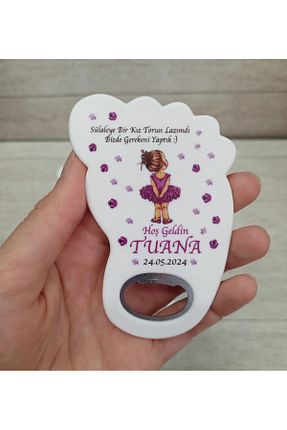 Sülaleye Bir Kız Torun Lazımdı
Bizde Gerekeni Yaptık :)
Hoş Geldin
TUANA
24.05.2024